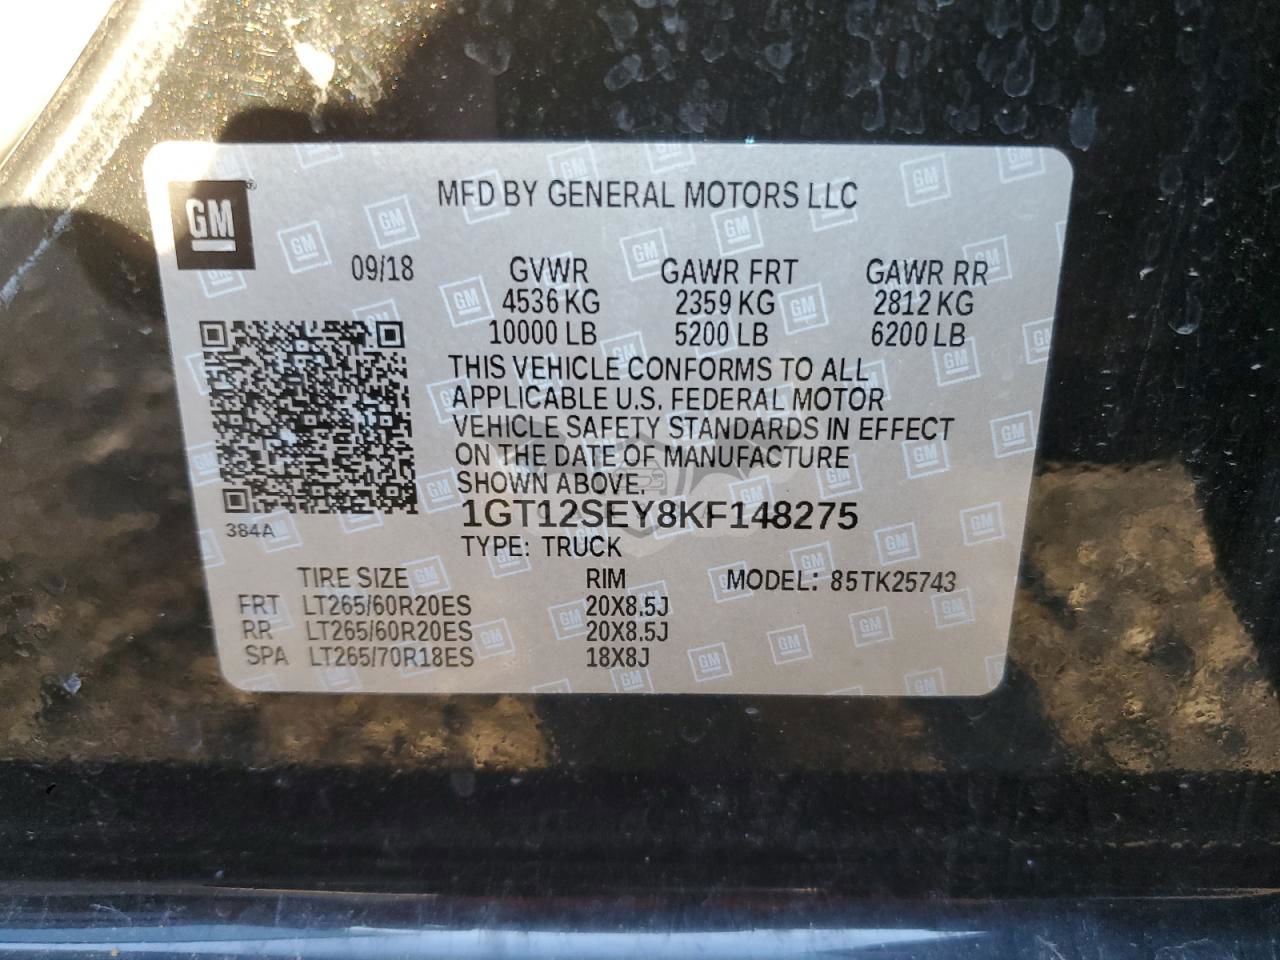 MFD BY GENERAL MOTORS LLC
GM
09/18 GVWR GAWR FRT GAWR RR
4536 KG 2359 KG 2812 KG
10000 LB 5200 LB 6200 LB
THIS VEHICLE CONFORMS TO ALL
APPLICABLE U.S. FEDERAL MOTOR
VEHICLE SAFETY STANDARDS IN EFFECT
ON THE DATE OF MANUFACTURE
SHOWN ABOVE.
384A
1GT12SEY8KF148275
TYPE: TRUCK
TIRE SIZE RIM MODEL: 85TK25743
FRT LT265/60R20ES 20X8.5J
RR LT265/60R20ES 20X8.5J
SPA LT265/70R18ES 18X8J